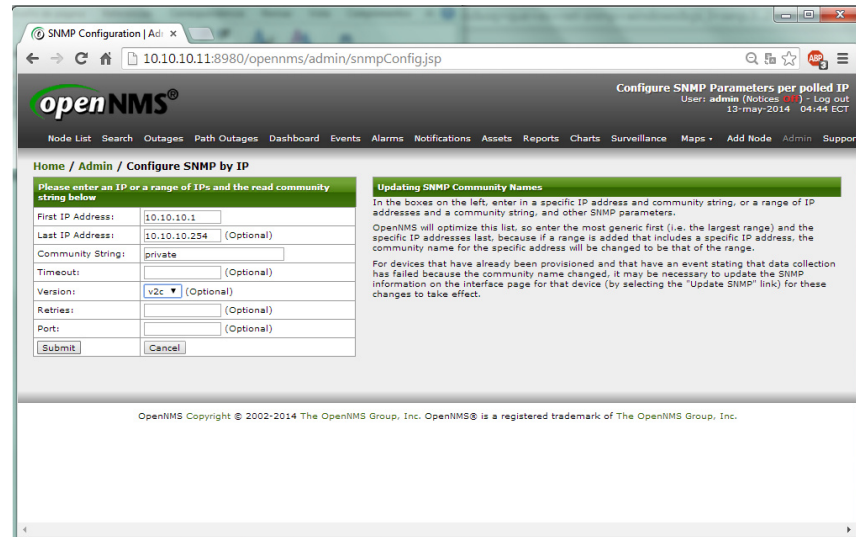 SNMP Configuration | Ad
10.10.10.11:8980/opennms/admin/snmpConfig.jsp
ABP
3
openNMS®
Configure SNMP Parameters per polled IP
User: admin (Notices ) - Log out
13-may-2014 04:44 ECT
Node List Search Outages Path Outages Dashboard Events Alarms Notifications Assets Reports Charts Surveillance Maps Add Node Admin Suppor
Home / Admin / Configure SNMP by IP
Please enter an IP or a range of IPs and the read community
string below
First IP Address: 10.10.10.1
Last IP Address: 10.10.10.254 (Optional)
Community String: private
Timeout: (Optional)
Version: v2c (Optional)
Retries: (Optional)
Port: (Optional)
Submit Cancel
Updating SNMP Community Names
In the boxes on the left, enter in a specific IP address and community string, or a range of IP
addresses and a community string, and other SNMP parameters.
OpenNMS will optimize this list, so enter the most generic first (i.e. the largest range) and the
specific IP addresses last, because if a range is added that includes a specific IP address, the
community name for the specific address will be changed to be that of the range.
For devices that have already been provisioned and that have an event stating that data collection
has failed because the community name changed, it may be necessary to update the SNMP
information on the interface page for that device (by selecting the "Update SNMP" link) for these
changes to take effect.
OpenNMS Copyright © 2002-2014 The OpenNMS Group, Inc. OpenNMS® is a registered trademark of The OpenNMS Group, Inc.